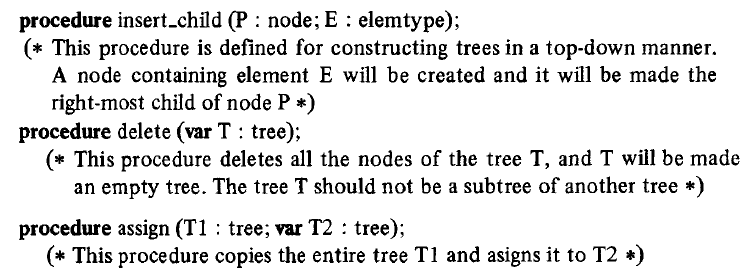 procedure insert_child (P : node; E : elemtype);
(* This procedure is defined for constructing trees in a top-down manner.
A node containing element E will be created and it will be made the
right-most child of node P *)
procedure delete (var T : tree);
(* This procedure deletes all the nodes of the tree T, and T will be made
an empty tree. The tree T should not be a subtree of another tree *)
procedure assign (T1 : tree; var T2 : tree);
(* This procedure copies the entire tree T1 and asigns it to T2 *)